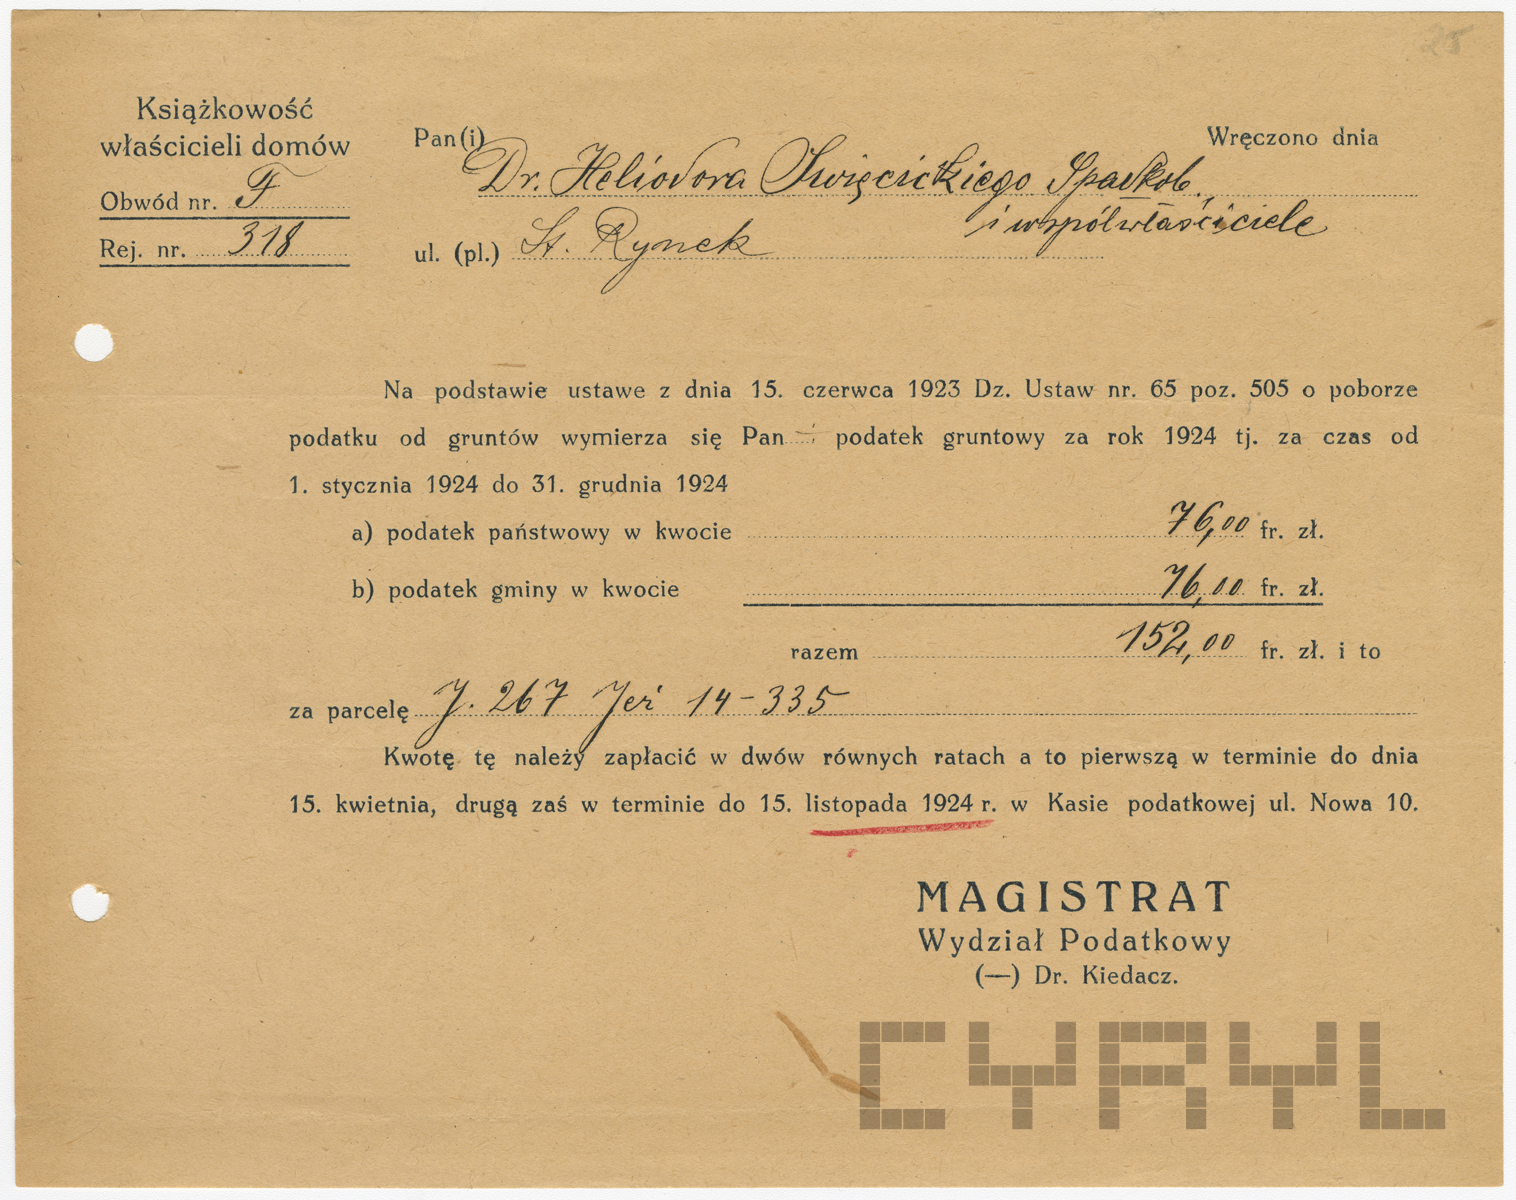 25
Książkowość
właścicieli domów
Obwód nr. F
Rej. nr. 318
Pan(i) Dr. Heliodora Święcickiego Spadkob.
i współwłaściciele
Wręczono dnia
ul. (pl.) St. Rynek
Na podstawie ustawe z dnia 15. czerwca 1923 Dz. Ustaw nr. 65 poz. 505 o poborze
podatku od gruntów wymierza się Pan podatek gruntowy za rok 1924 tj. za czas od
1. stycznia 1924 do 31. grudnia 1924
a) podatek państwowy w kwocie 76,00 fr. zł.
b) podatek gminy w kwocie 76,00 fr. zł.
razem 152,00 fr. zł. i to
za parcelę J. 267 Jeż 14-335
Kwotę tę należy zapłacić w dwów równych ratach a to pierwszą w terminie do dnia
15. kwietnia, drugą zaś w terminie do 15. listopada 1924 r. w Kasie podatkowej ul. Nowa 10.
MAGISTRAT
Wydział Podatkowy
(—) Dr. Kiedacz.
CYRYL